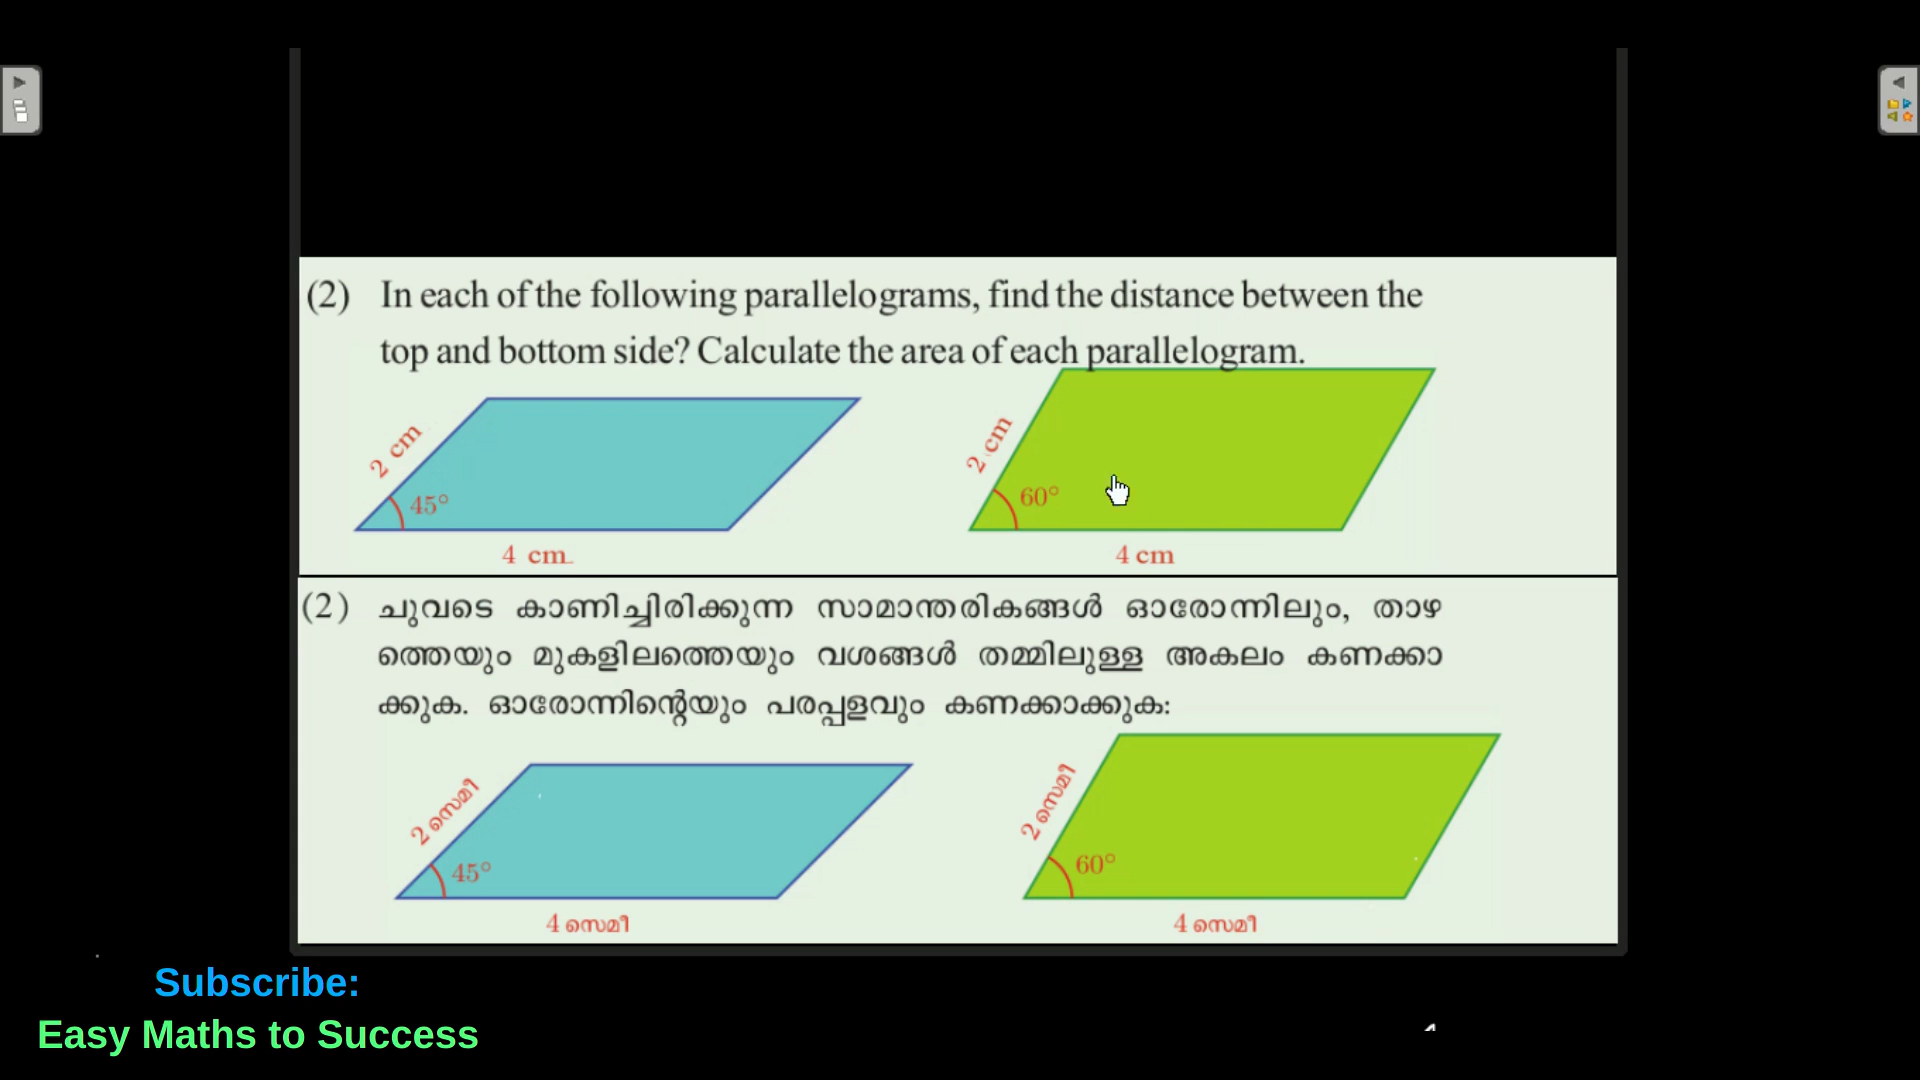 (2) In each of the following parallelograms, find the distance between the
top and bottom side? Calculate the area of each parallelogram.
2 cm
45°
4 cm
2 cm
60°
4 cm
(2) ചുവടെ കാണിച്ചിരിക്കുന്ന സാമാന്തരികങ്ങൾ ഓരോന്നിലും, താഴ
ത്തെയും മുകളിലത്തെയും വശങ്ങൾ തമ്മിലുള്ള അകലം കണക്കാ
ക്കുക. ഓരോന്നിന്റെയും പരപ്പളവും കണക്കാക്കുക:
2 സെമീ
45°
4 സെമീ
2 സെമീ
60°
4 സെമീ
Subscribe:
Easy Maths to Success